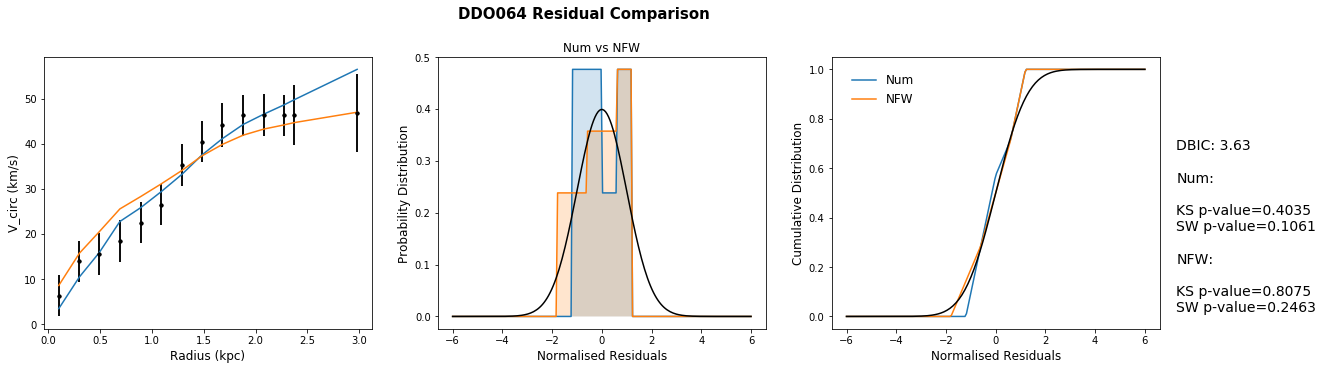 DDO064 Residual Comparison
V_circ (km/s)
50
40
30
20
10
0
0.0 0.5 1.0 1.5 2.0 2.5 3.0
Radius (kpc)
Num vs NFW
Probability Distribution
0.5
0.4
0.3
0.2
0.1
0.0
−6 −4 −2 0 2 4 6
Normalised Residuals
Cumulative Distribution
1.0
0.8
0.6
0.4
0.2
0.0
Num
NFW
−6 −4 −2 0 2 4 6
Normalised Residuals
DBIC: 3.63
Num:
KS p-value=0.4035
SW p-value=0.1061
NFW:
KS p-value=0.8075
SW p-value=0.2463